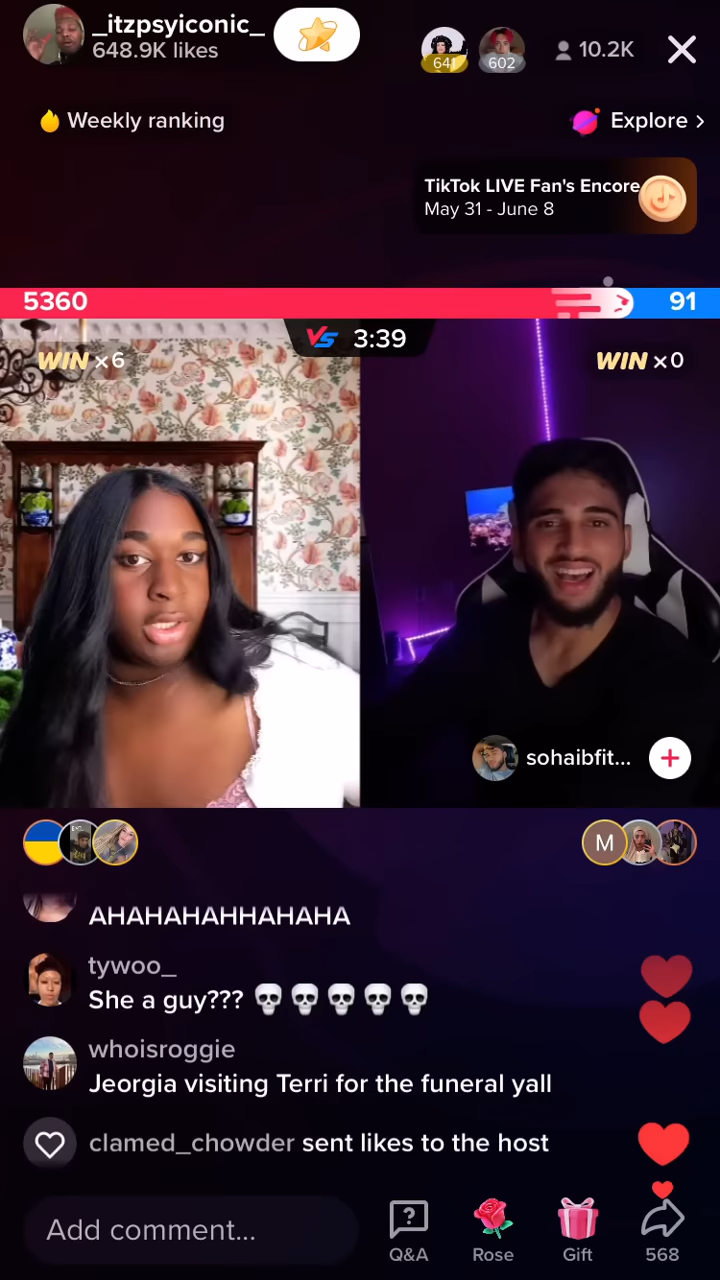 _itzpsyiconic_
648.9K likes
641
602
10.2K
Weekly ranking
Explore >
TikTok LIVE Fan's Encore
May 31 - June 8
5360
91
VS 3:39
WIN ×6
WIN ×0
sohaibfit...
M
AHAHAHAHHAHAHA
tywoo_
She a guy??? 💀💀💀💀💀
whoisroggie
Jeorgia visiting Terri for the funeral yall
clamed_chowder sent likes to the host
Add comment...
Q&A
Rose
Gift
568